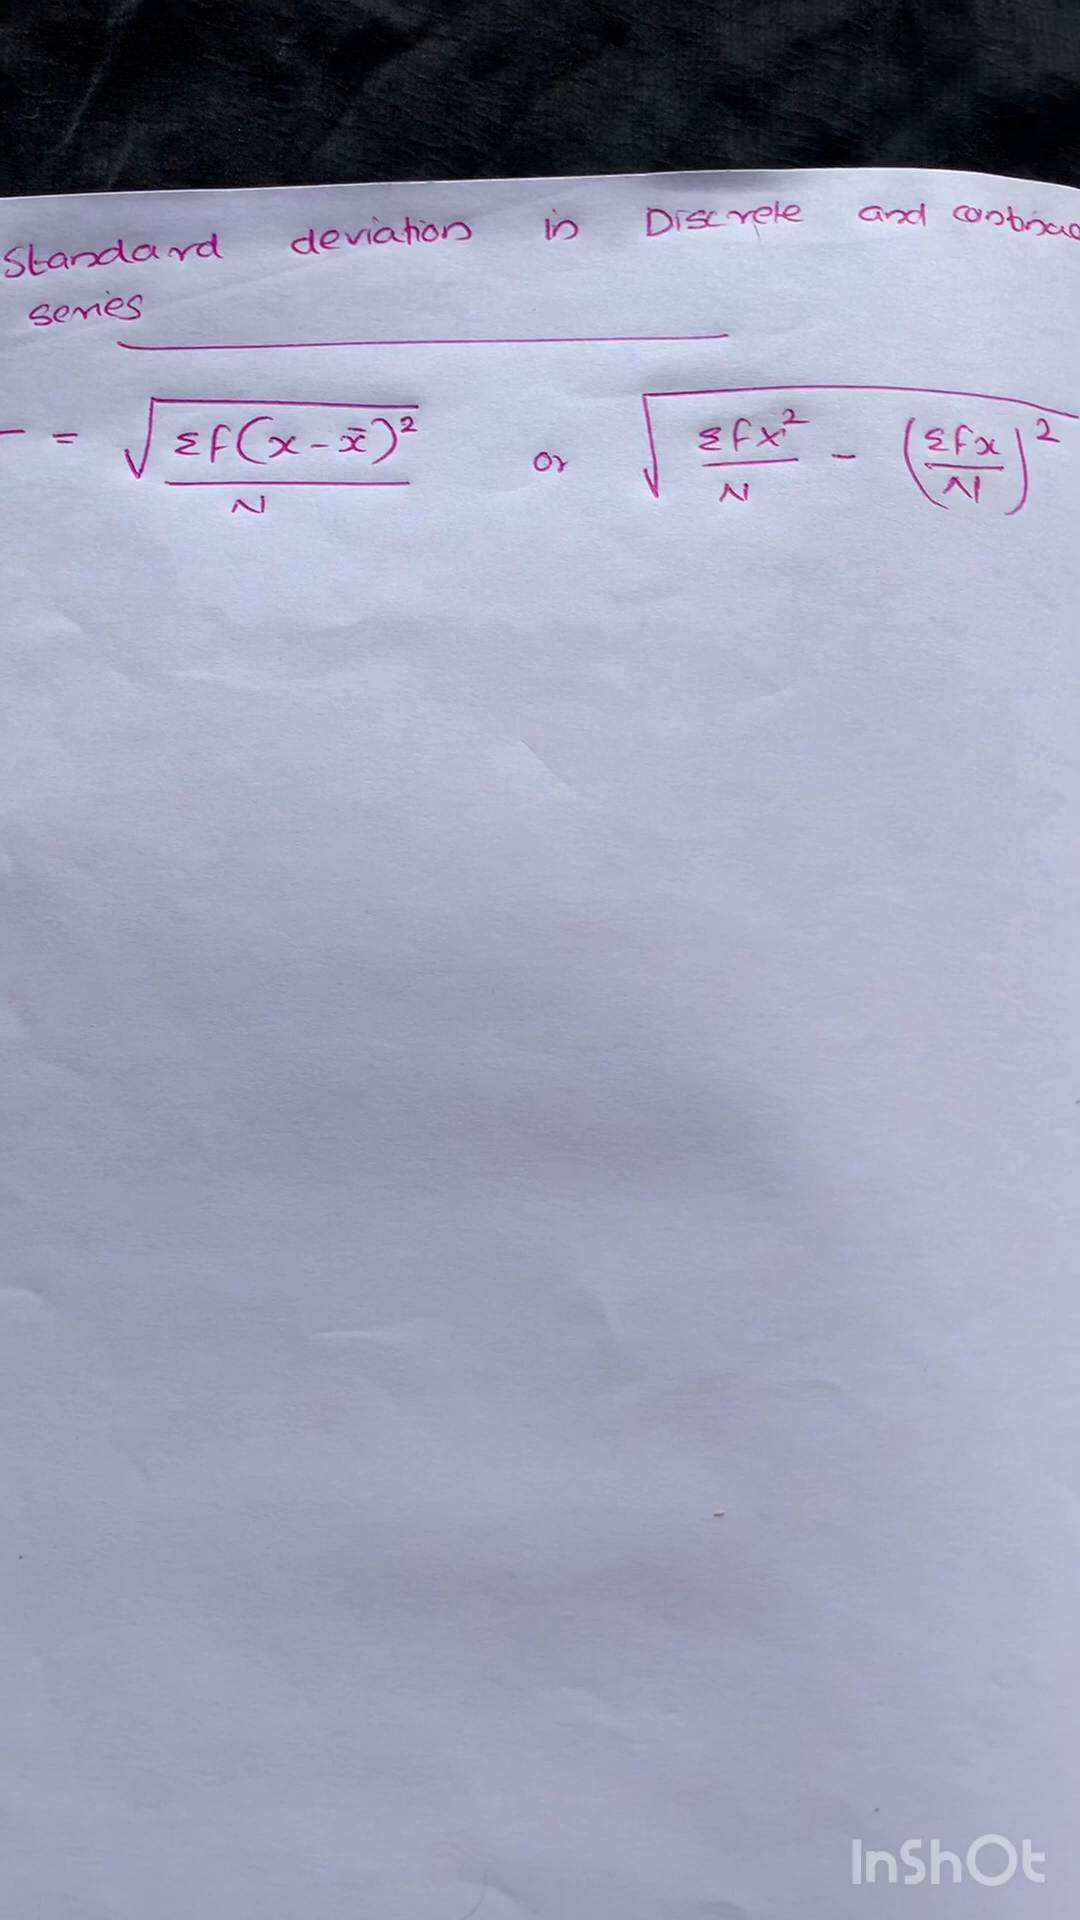 Standard deviation in Discrete and
series
= √Σf(x-x̄)²/N or √Σfx²/N - (Σfx/N)²
InShOt